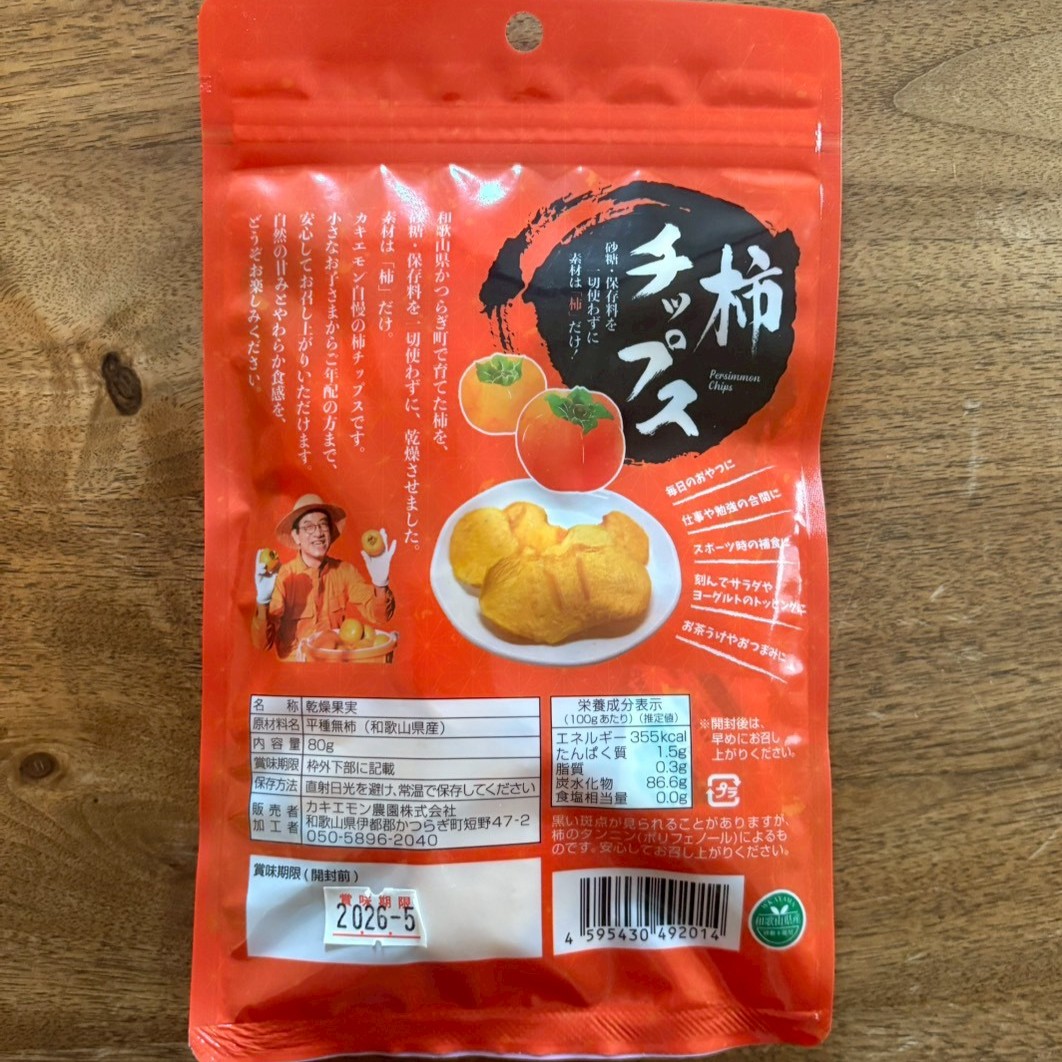 柿
チップス
Persimmon
Chips
砂糖・保存料を
一切使わずに
素材は「柿」だけ!
和歌山県かつらぎ町で育てた柿を、
砂糖・保存料を一切使わずに、乾燥させました。
素材は「柿」だけ。
カキエモン自慢の柿チップスです。
小さなお子さまからご年配の方まで、
安心してお召し上がりいただけます。
自然の甘みとやわらか食感を、
どうぞお楽しみください。
毎日のおやつに
仕事や勉強の合間に
スポーツ時の補食に
刻んでサラダや
ヨーグルトのトッピングに
お茶うけやおつまみに
名 称 乾燥果実
原材料名 平種無柿(和歌山県産)
内容量 80g
賞味期限 枠外下部に記載
保存方法 直射日光を避け、常温で保存してください
販売者 カキエモン農園株式会社
加工者 和歌山県伊都郡かつらぎ町短野47-2
050-5896-2040
栄養成分表示
(100gあたり)(推定値)
エネルギー 355kcal
たんぱく質 1.5g
脂質 0.3g
炭水化物 86.6g
食塩相当量 0.0g
※開封後は、
早めにお召し
上がりください。
プラ
黒い斑点が見られることがありますが、
柿のタンニン(ポリフェノール)によるも
のです。安心してお召し上がりください。
賞味期限(開封前)
賞味期限
2026-5
4 595430 492014
和歌山県産